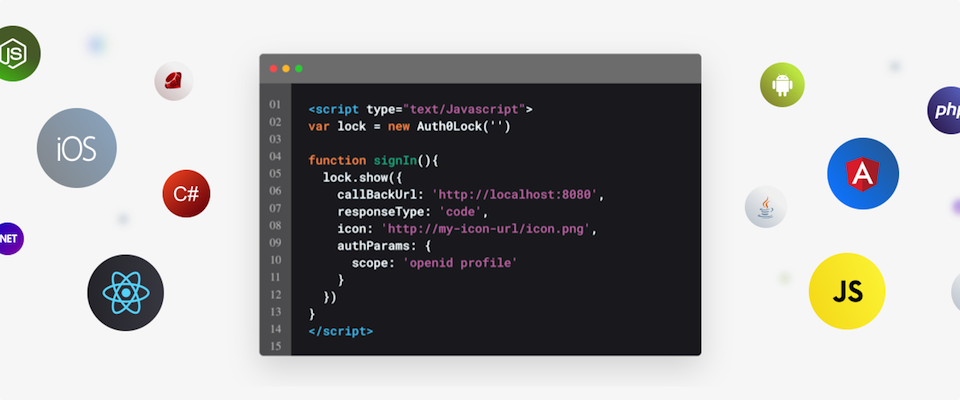 JS
iOS
C#
NET
01 <script type="text/Javascript">
02 var lock = new Auth0Lock('')
03
04 function signIn(){
05 lock.show({
06 callBackUrl: 'http://localhost:8080',
07 responseType: 'code',
08 icon: 'http://my-icon-url/icon.png',
09 authParams: {
10 scope: 'openid profile'
11 }
12 })
13 }
14 </script>
15
php
A
JS